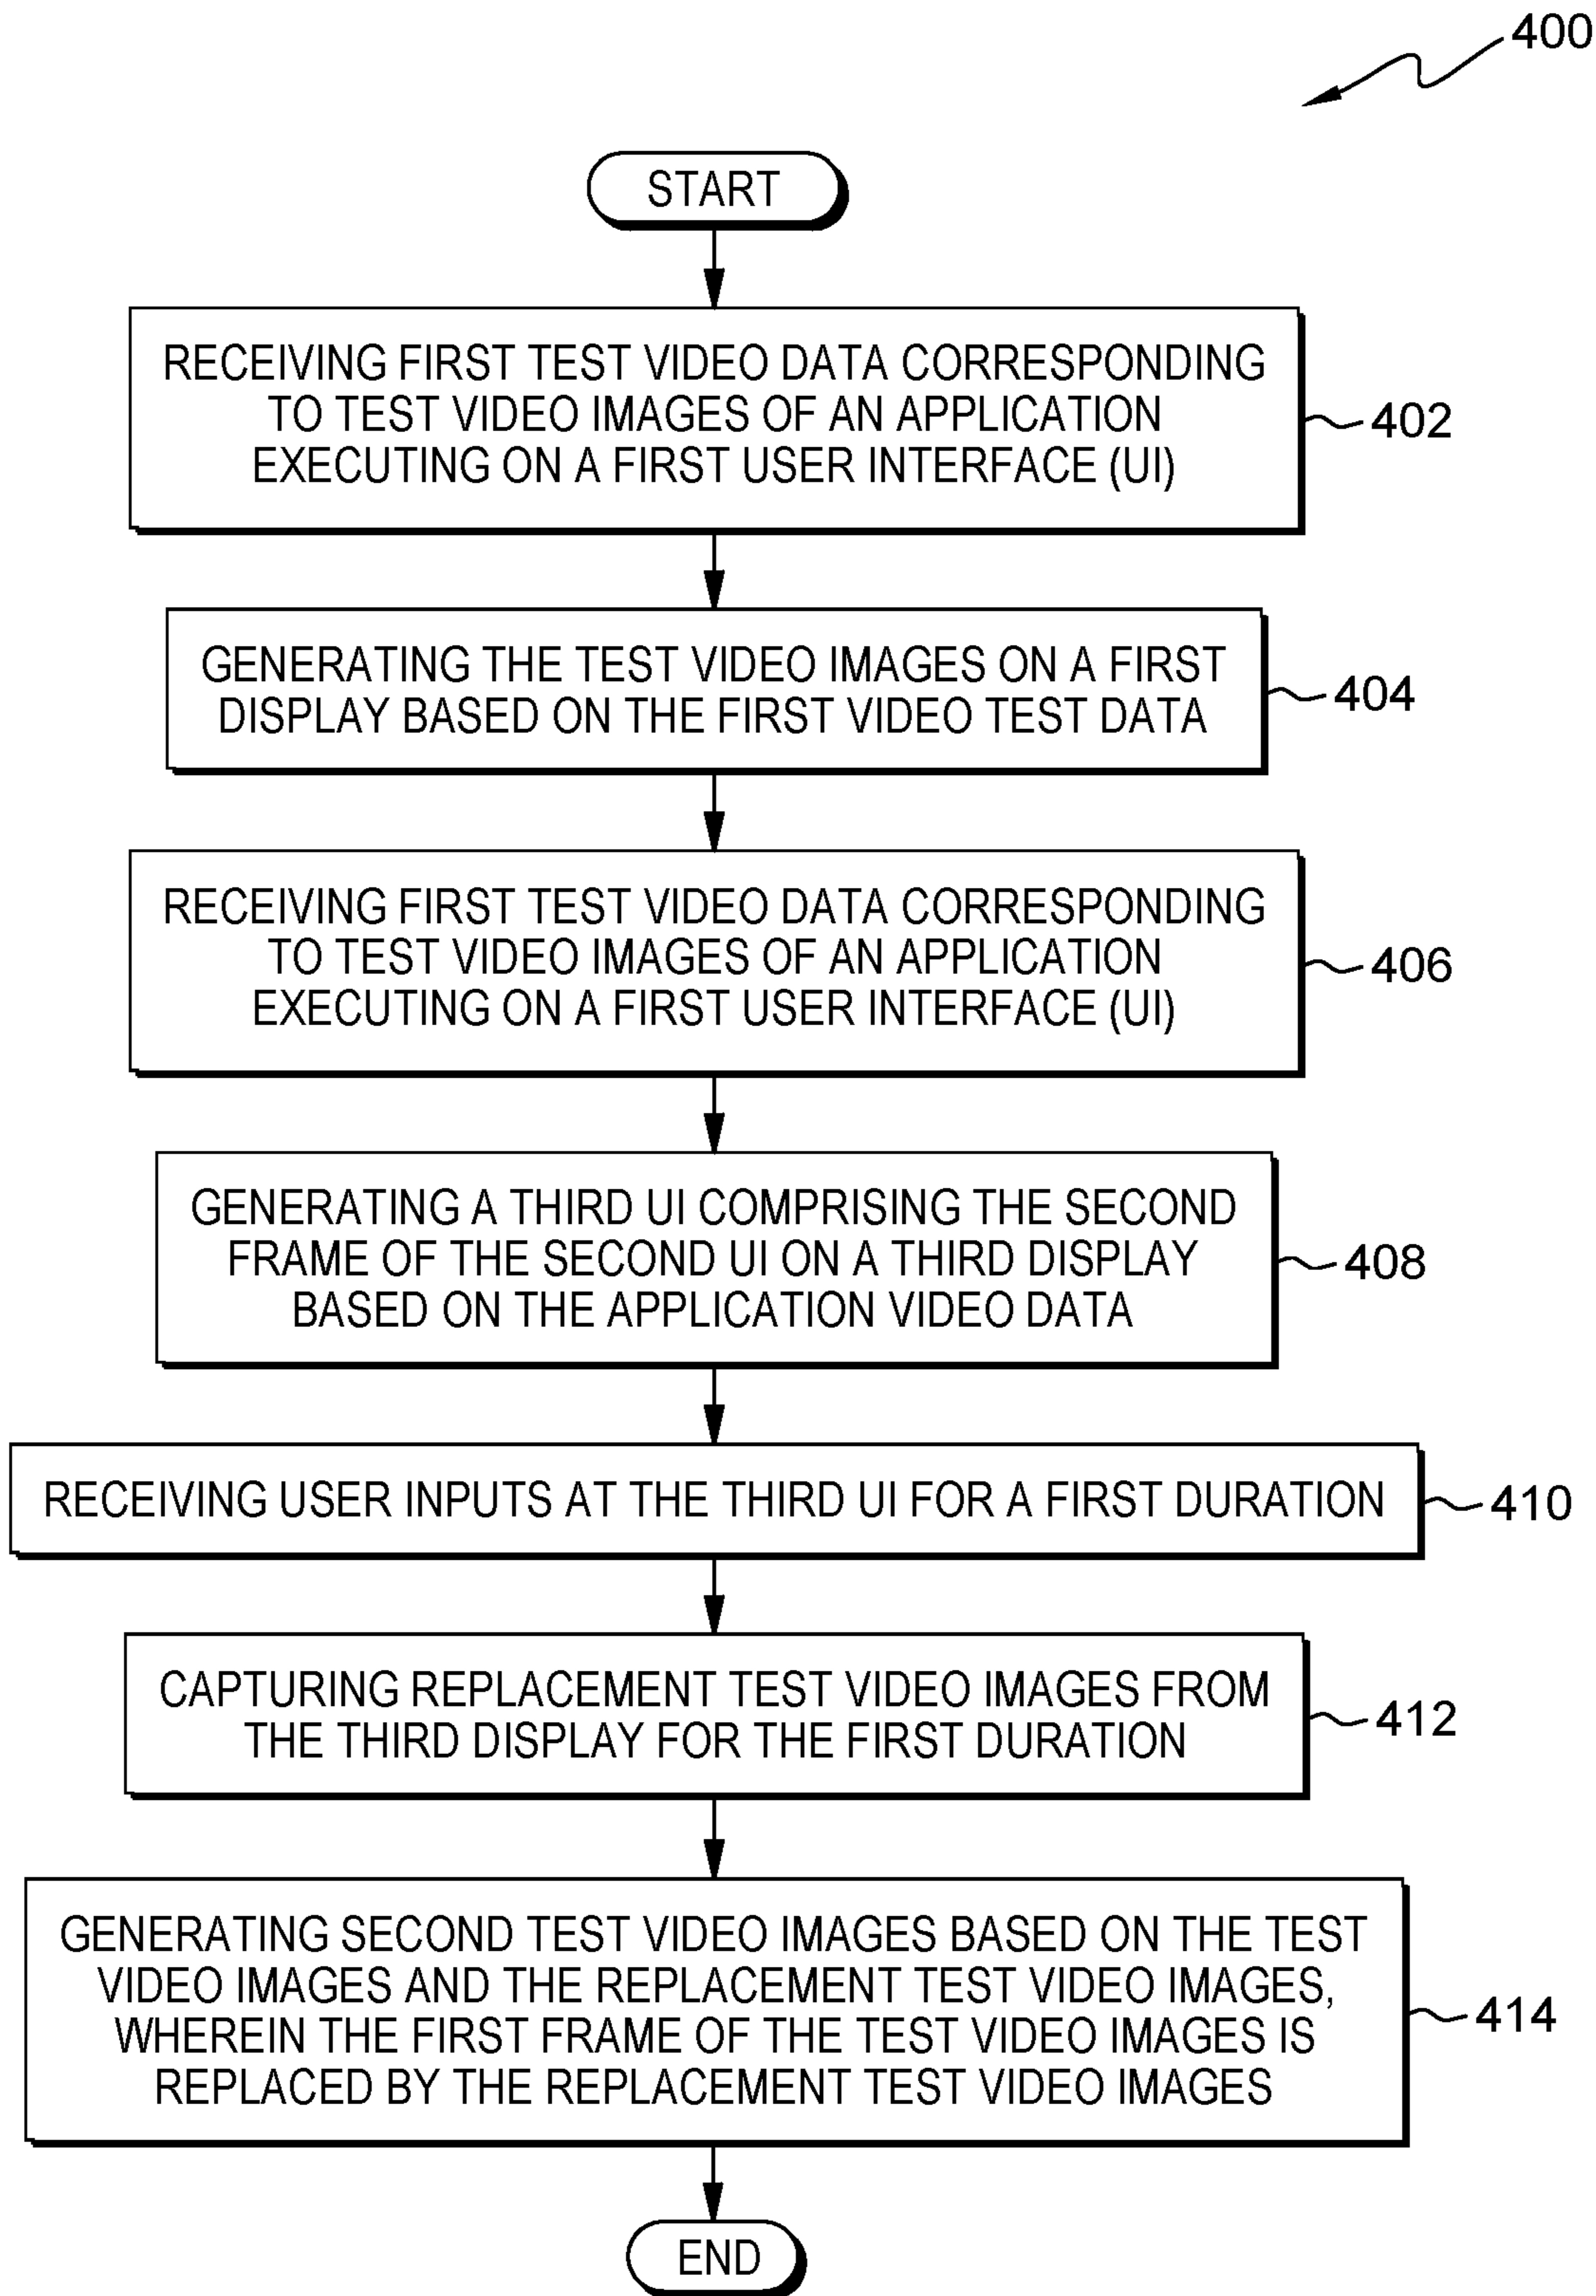 400
START
RECEIVING FIRST TEST VIDEO DATA CORRESPONDING
TO TEST VIDEO IMAGES OF AN APPLICATION
EXECUTING ON A FIRST USER INTERFACE (UI)
402
GENERATING THE TEST VIDEO IMAGES ON A FIRST
DISPLAY BASED ON THE FIRST VIDEO TEST DATA
404
RECEIVING FIRST TEST VIDEO DATA CORRESPONDING
TO TEST VIDEO IMAGES OF AN APPLICATION
EXECUTING ON A FIRST USER INTERFACE (UI)
406
GENERATING A THIRD UI COMPRISING THE SECOND
FRAME OF THE SECOND UI ON A THIRD DISPLAY
BASED ON THE APPLICATION VIDEO DATA
408
RECEIVING USER INPUTS AT THE THIRD UI FOR A FIRST DURATION
410
CAPTURING REPLACEMENT TEST VIDEO IMAGES FROM
THE THIRD DISPLAY FOR THE FIRST DURATION
412
GENERATING SECOND TEST VIDEO IMAGES BASED ON THE TEST
VIDEO IMAGES AND THE REPLACEMENT TEST VIDEO IMAGES,
WHEREIN THE FIRST FRAME OF THE TEST VIDEO IMAGES IS
REPLACED BY THE REPLACEMENT TEST VIDEO IMAGES
414
END